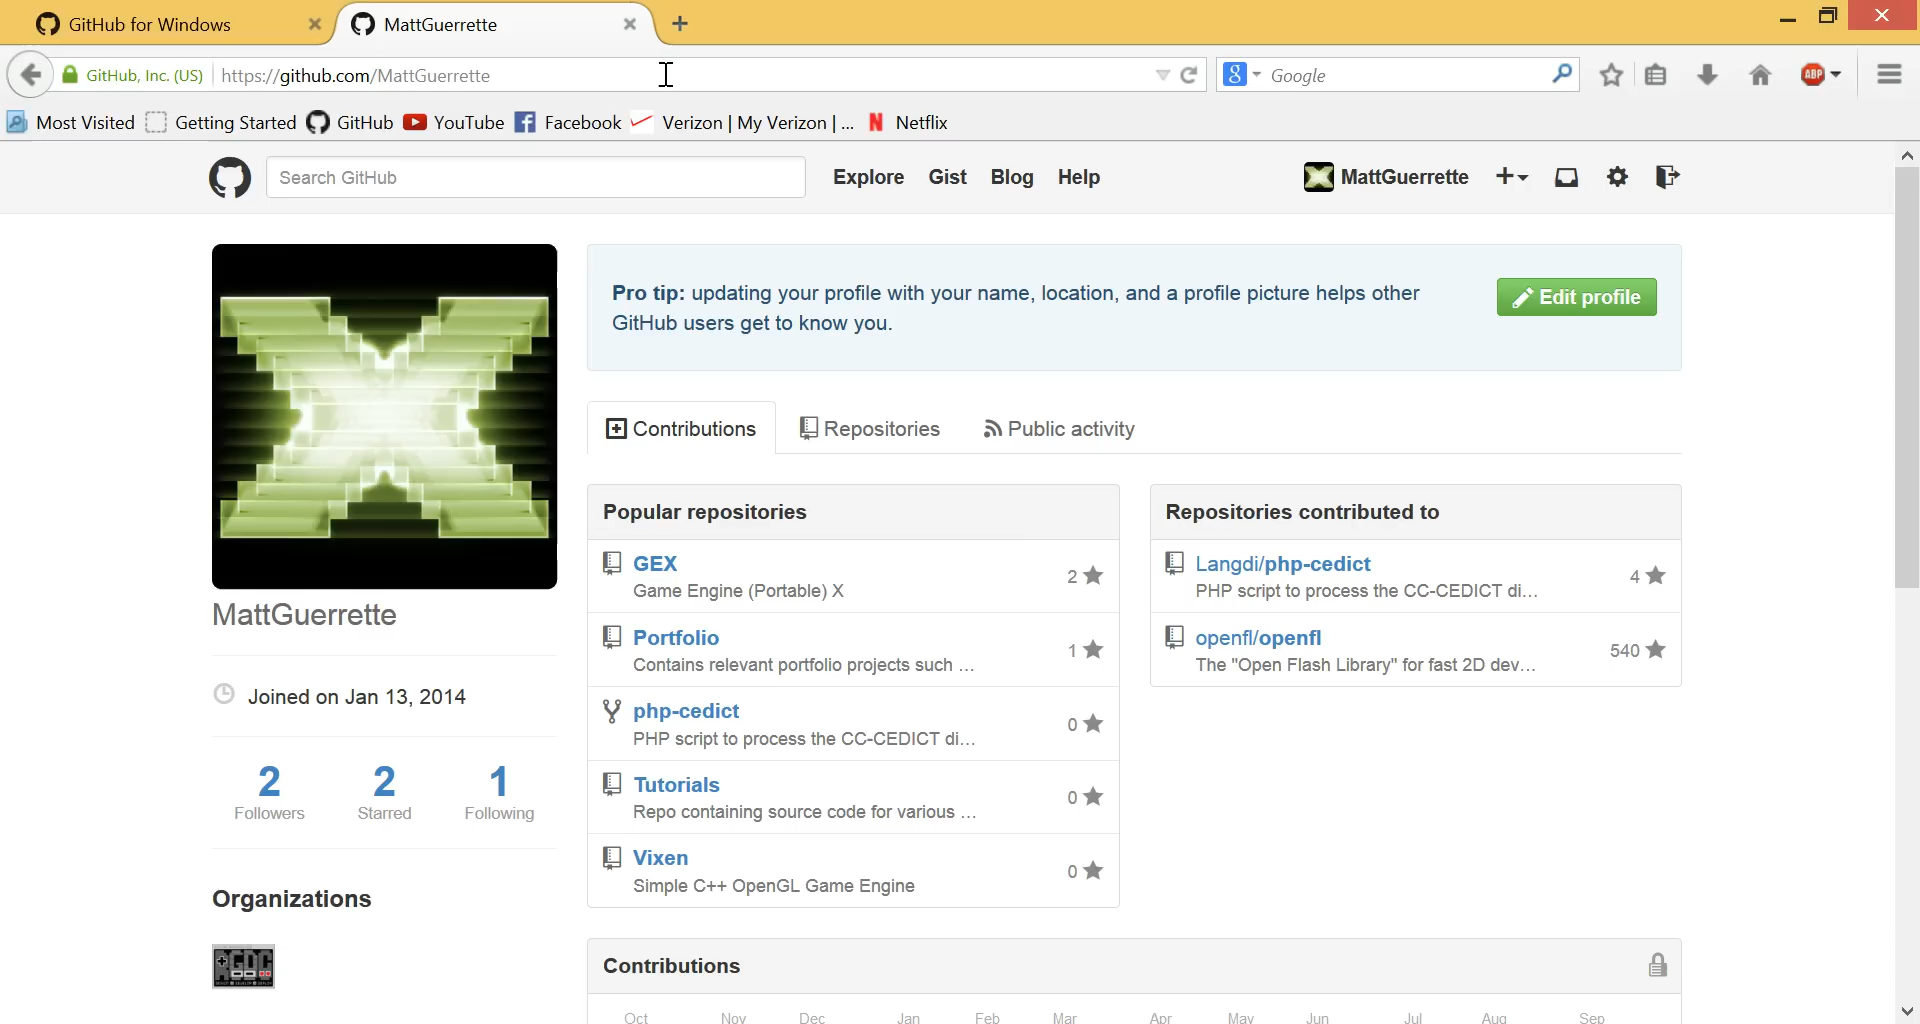 GitHub for Windows
MattGuerrette
GitHub, Inc. (US)
https://github.com/MattGuerrette
Google
ABP
Most Visited
Getting Started
GitHub
YouTube
Facebook
Verizon | My Verizon | ...
Netflix
Search GitHub
Explore
Gist
Blog
Help
MattGuerrette
Pro tip: updating your profile with your name, location, and a profile picture helps other
GitHub users get to know you.
Edit profile
Contributions
Repositories
Public activity
MattGuerrette
Joined on Jan 13, 2014
2
Followers
2
Starred
1
Following
Organizations
RGDC
Popular repositories
GEX
Game Engine (Portable) X
2
Portfolio
Contains relevant portfolio projects such ...
1
php-cedict
PHP script to process the CC-CEDICT di...
0
Tutorials
Repo containing source code for various ...
0
Vixen
Simple C++ OpenGL Game Engine
0
Repositories contributed to
Langdi/php-cedict
PHP script to process the CC-CEDICT di...
4
openfl/openfl
The "Open Flash Library" for fast 2D dev...
540
Contributions
Oct Nov Dec Jan Feb Mar Apr May Jun Jul Aug Sep